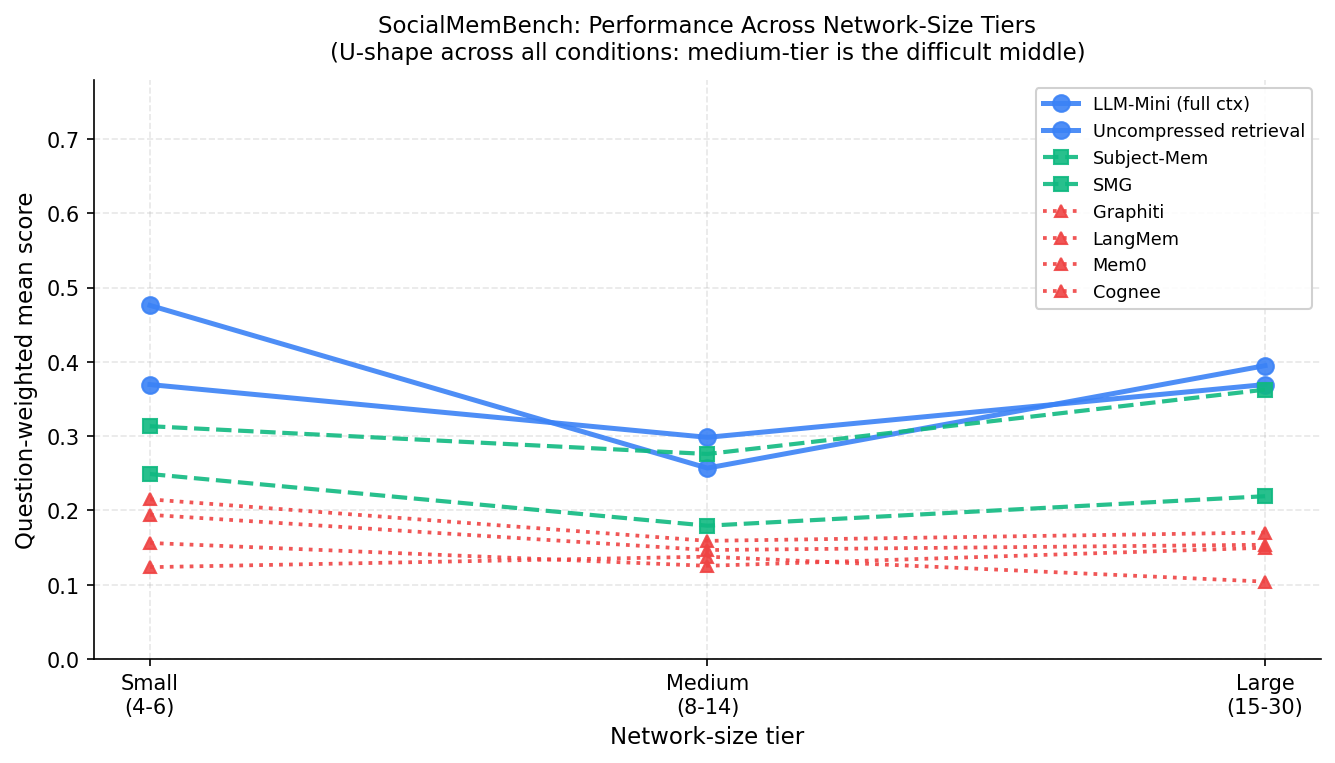 SocialMemBench: Performance Across Network-Size Tiers
(U-shape across all conditions: medium-tier is the difficult middle)
LLM-Mini (full ctx)
Uncompressed retrieval
Subject-Mem
SMG
Graphiti
LangMem
Mem0
Cognee
Question-weighted mean score
0.7
0.6
0.5
0.4
0.3
0.2
0.1
0.0
Small
(4-6)
Medium
(8-14)
Large
(15-30)
Network-size tier